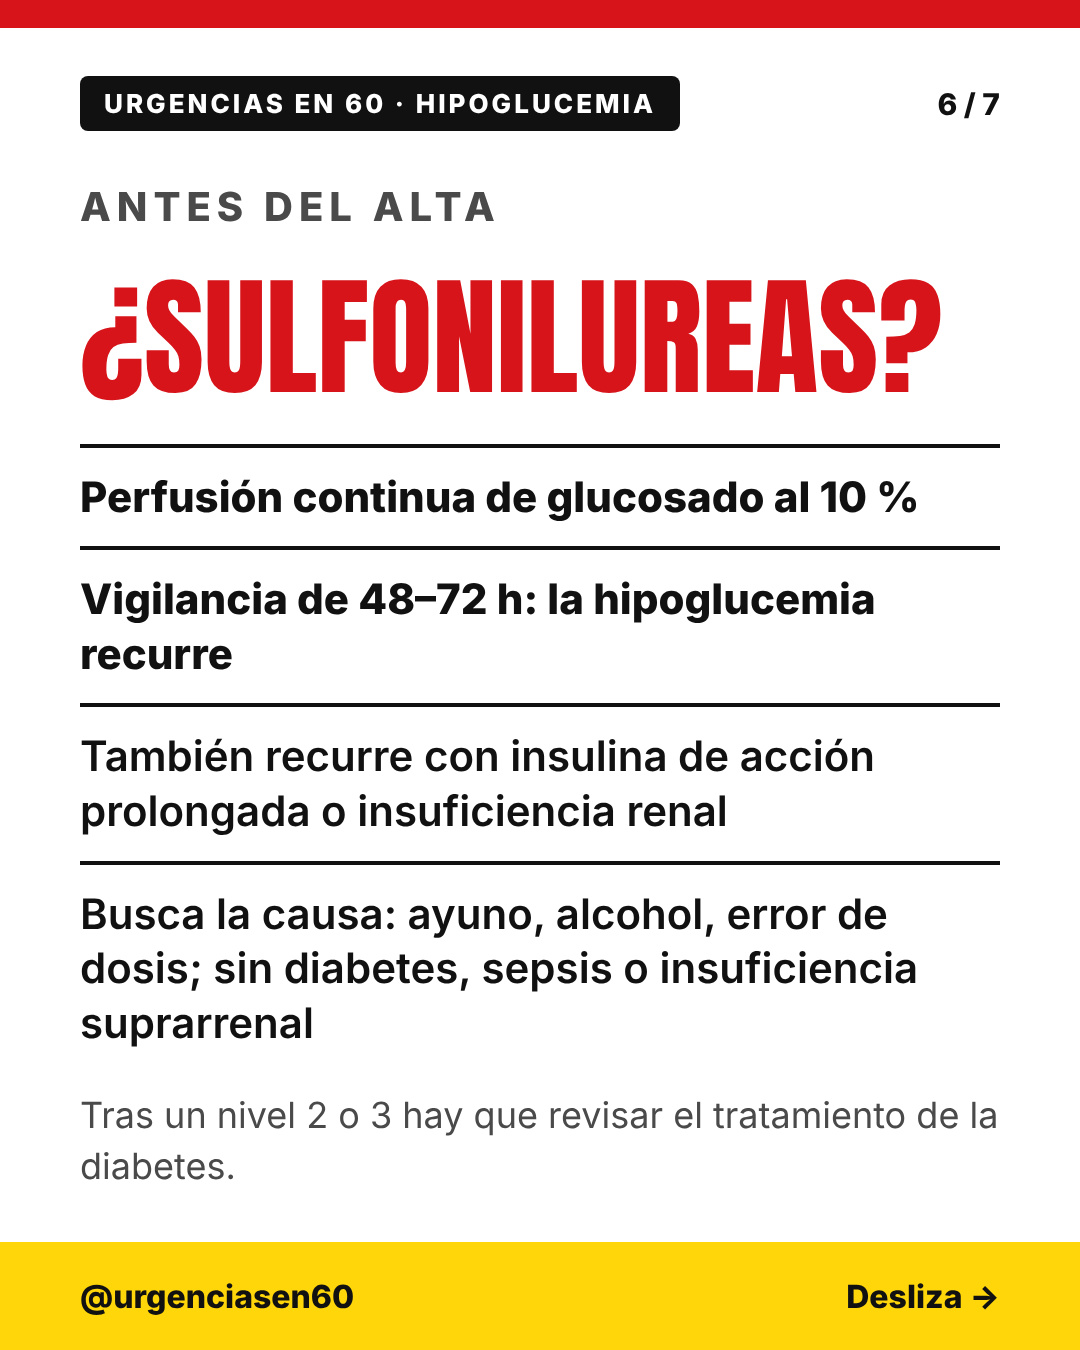 URGENCIAS EN 60 · HIPOGLUCEMIA
6 / 7
ANTES DEL ALTA
¿SULFONILUREAS?
Perfusión continua de glucosado al 10 %
Vigilancia de 48–72 h: la hipoglucemia
recurre
También recurre con insulina de acción
prolongada o insuficiencia renal
Busca la causa: ayuno, alcohol, error de
dosis; sin diabetes, sepsis o insuficiencia
suprarrenal
Tras un nivel 2 o 3 hay que revisar el tratamiento de la
diabetes.
@urgenciasen60
Desliza →